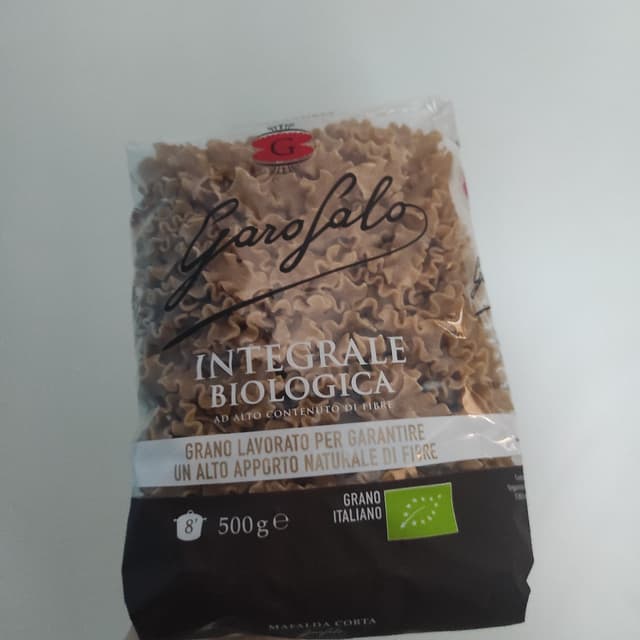 G
Garofalo
INTEGRALE
BIOLOGICA
AD ALTO CONTENUTO DI FIBRE
GRANO LAVORATO PER GARANTIRE
UN ALTO APPORTO NATURALE DI FIBRE
8'
500g e
GRANO
ITALIANO
MAFALDA CORTA